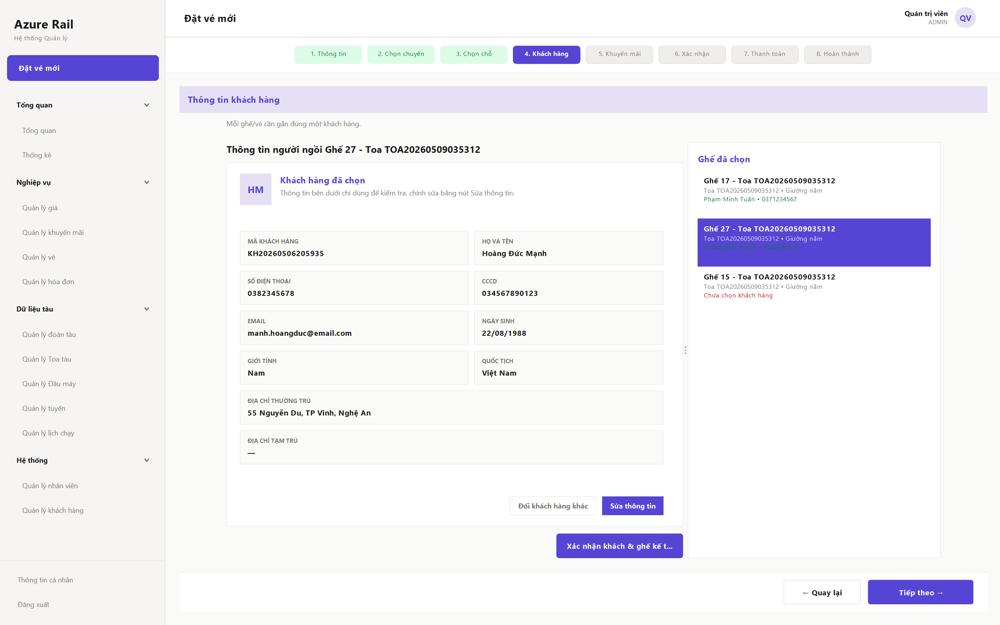 Azure Rail
Hệ thống Quản lý
Đặt vé mới
Tổng quan
Tổng quan
Thống kê
Nghiệp vụ
Quản lý giá
Quản lý khuyến mãi
Quản lý vé
Quản lý hóa đơn
Dữ liệu tàu
Quản lý đoàn tàu
Quản lý Toa tàu
Quản lý Đầu máy
Quản lý tuyến
Quản lý lịch chạy
Hệ thống
Quản lý nhân viên
Quản lý khách hàng
Thông tin cá nhân
Đăng xuất
Đặt vé mới
Quản trị viên
ADMIN
QV
1. Thông tin
2. Chọn chuyến
3. Chọn chỗ
4. Khách hàng
5. Khuyến mãi
6. Xác nhận
7. Thanh toán
8. Hoàn thành
Thông tin khách hàng
Mỗi ghế/vé cần gắn đúng một khách hàng.
Thông tin người ngồi Ghế 27 - Toa TOA20260509035312
HM
Khách hàng đã chọn
Thông tin bên dưới chỉ dùng để kiểm tra, chỉnh sửa bằng nút Sửa thông tin.
MÃ KHÁCH HÀNG
KH20260506205935
HỌ VÀ TÊN
Hoàng Đức Mạnh
SỐ ĐIỆN THOẠI
0382345678
CCCD
034567890123
EMAIL
manh.hoangduc@email.com
NGÀY SINH
22/08/1988
GIỚI TÍNH
Nam
QUỐC TỊCH
Việt Nam
ĐỊA CHỈ THƯỜNG TRÚ
55 Nguyễn Du, TP Vinh, Nghệ An
ĐỊA CHỈ TẠM TRÚ
—
Đổi khách hàng khác
Sửa thông tin
Xác nhận khách & ghế kế t...
Ghế đã chọn
Ghế 17 - Toa TOA20260509035312
Toa TOA20260509035312 • Giường nằm
Phạm Minh Tuấn • 0371234567
Ghế 27 - Toa TOA20260509035312
Toa TOA20260509035312 • Giường nằm
Hoàng Đức Mạnh • 0382345678
Ghế 15 - Toa TOA20260509035312
Toa TOA20260509035312 • Giường nằm
Chưa chọn khách hàng
← Quay lại
Tiếp theo →